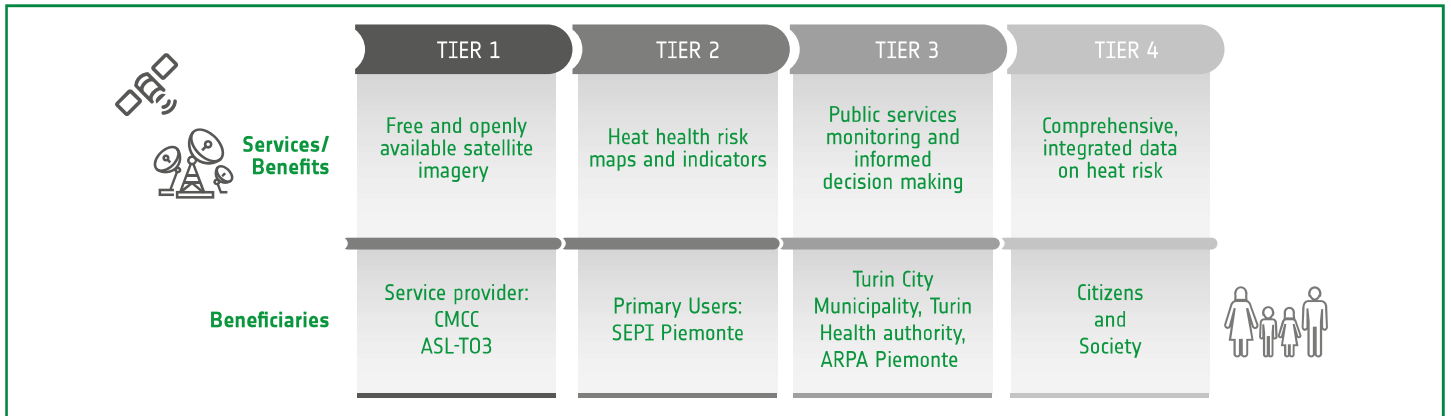 TIER 1
TIER 2
TIER 3
TIER 4
Services/
Benefits
Free and openly
available satellite
imagery
Heat health risk
maps and indicators
Public services
monitoring and
informed
decision making
Comprehensive,
integrated data
on heat risk
Beneficiaries
Service provider:
CMCC
ASL-TO3
Primary Users:
SEPI Piemonte
Turin City
Municipality, Turin
Health authority,
ARPA Piemonte
Citizens
and
Society